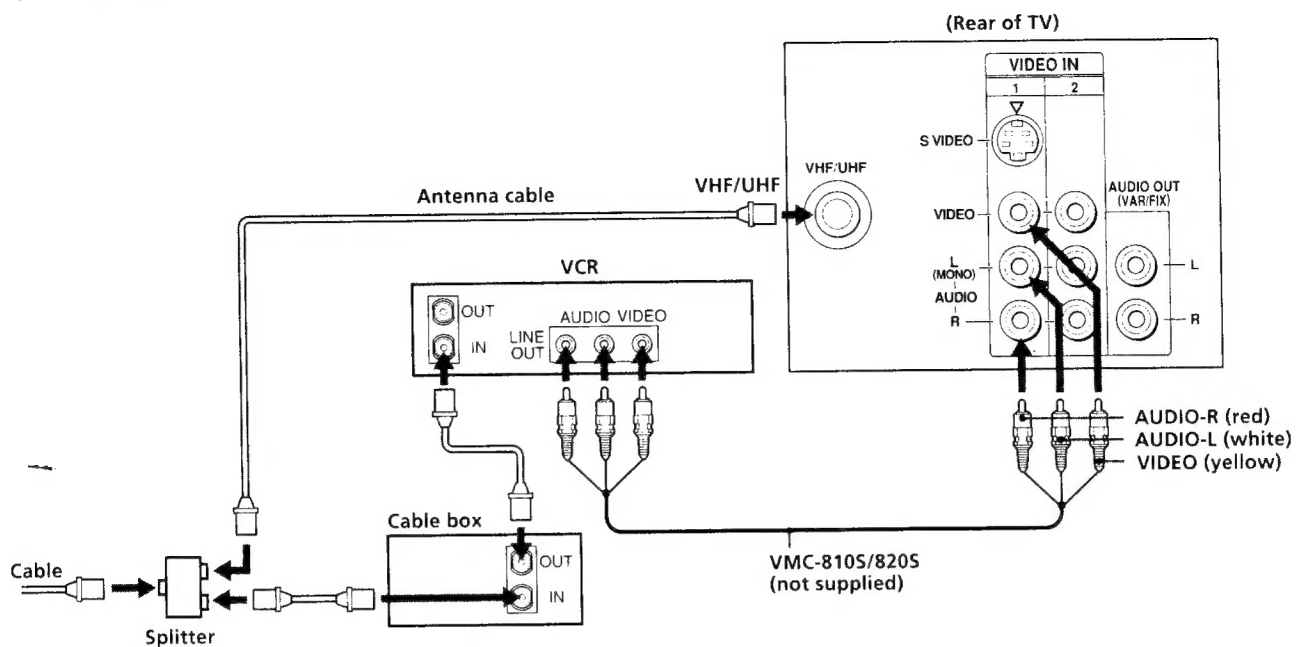 (Rear of TV)
VIDEO IN
1 2
S VIDEO
VHF/UHF
VHF/UHF
Antenna cable
AUDIO OUT
(VAR/FIX)
VIDEO
L
(MONO)
AUDIO
R
L
R
VCR
OUT
IN
AUDIO VIDEO
LINE
OUT
AUDIO-R (red)
AUDIO-L (white)
VIDEO (yellow)
Cable box
OUT
IN
VMC-810S/820S
(not supplied)
Cable
Splitter